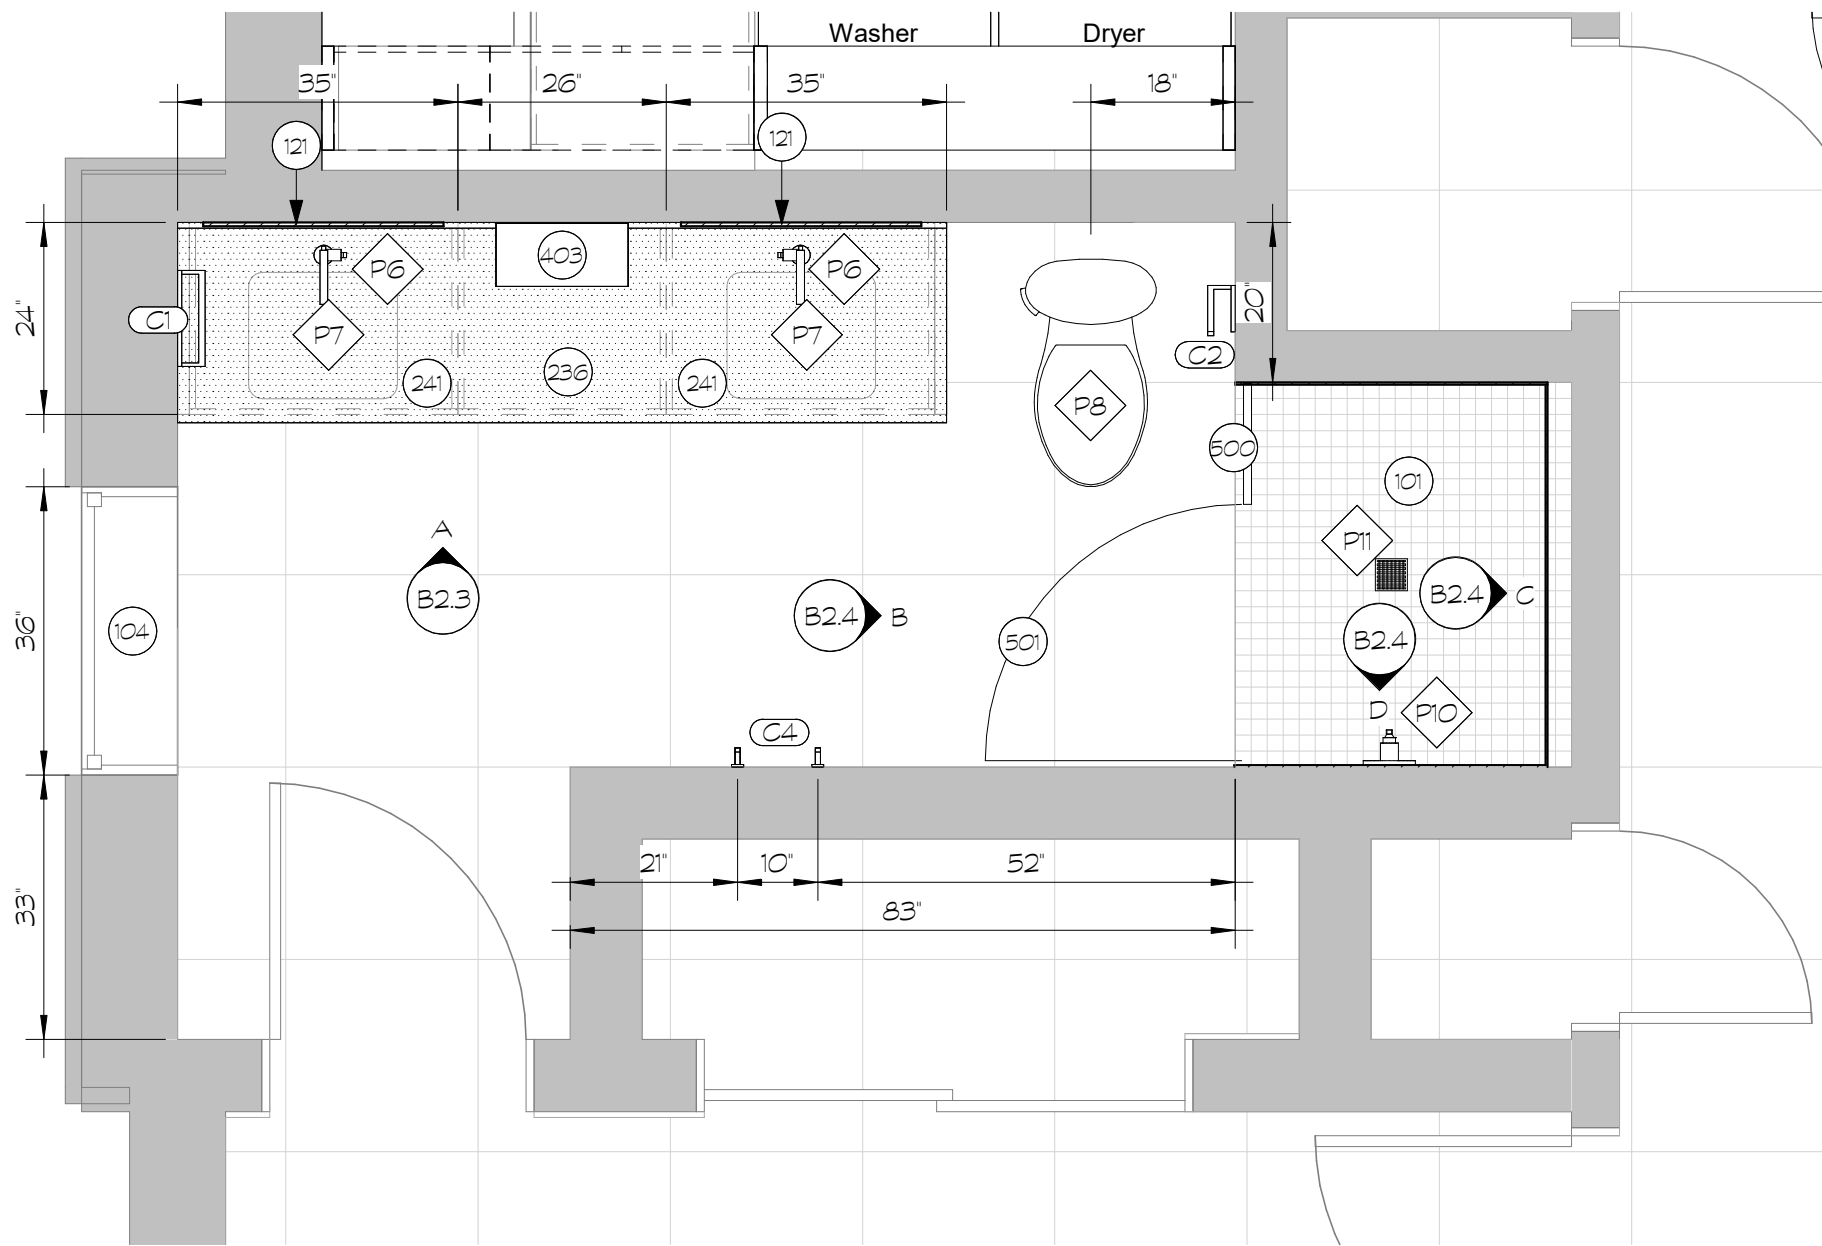 Washer
Dryer
35"
26"
35"
18"
121
121
403
P6
P6
C1
P7
P7
241
236
241
24"
20"
C2
P8
500
101
A
B2.3
B2.4
B
P11
B2.4
C
B2.4
D
P10
104
36"
501
C4
21"
10"
52"
83"
33"